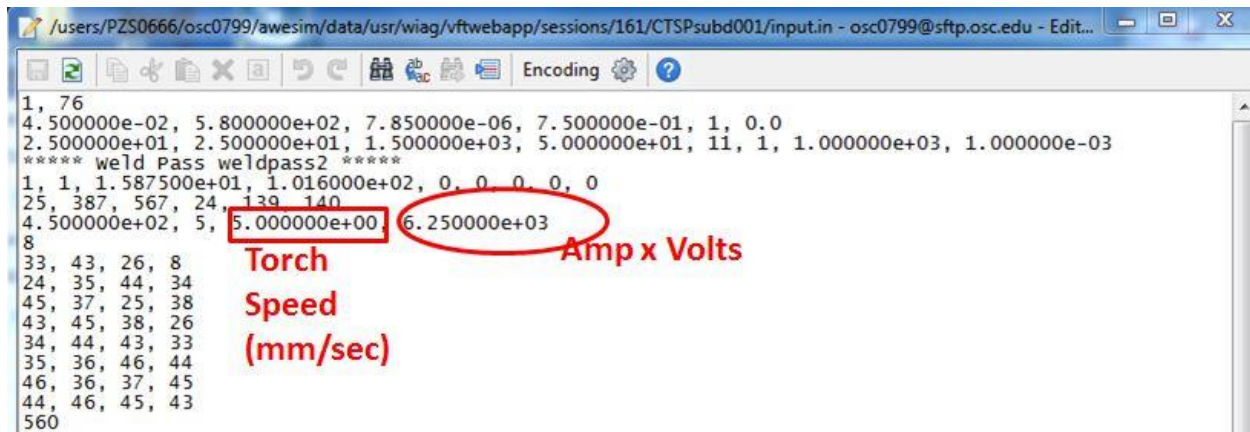 /users/PZS0666/osc0799/awesim/data/usr/wiag/vftwebapp/sessions/161/CTSPsubd001/input.in - osc0799@sftp.osc.edu - Edit...
Encoding
1, 76
4.500000e-02, 5.800000e+02, 7.850000e-06, 7.500000e-01, 1, 0.0
2.500000e+01, 2.500000e+01, 1.500000e+03, 5.000000e+01, 11, 1, 1.000000e+03, 1.000000e-03
***** Weld Pass weldpass2 *****
1, 1, 1.587500e+01, 1.016000e+02, 0, 0, 0, 0, 0
25, 387, 567, 24, 139, 140
4.500000e+02, 5, 5.000000e+00, 6.250000e+03
8
33, 43, 26, 8
24, 35, 44, 34
45, 37, 25, 38
43, 45, 38, 26
34, 44, 43, 33
35, 36, 46, 44
46, 36, 37, 45
44, 46, 45, 43
560
Torch
Speed
(mm/sec)
Amp x Volts